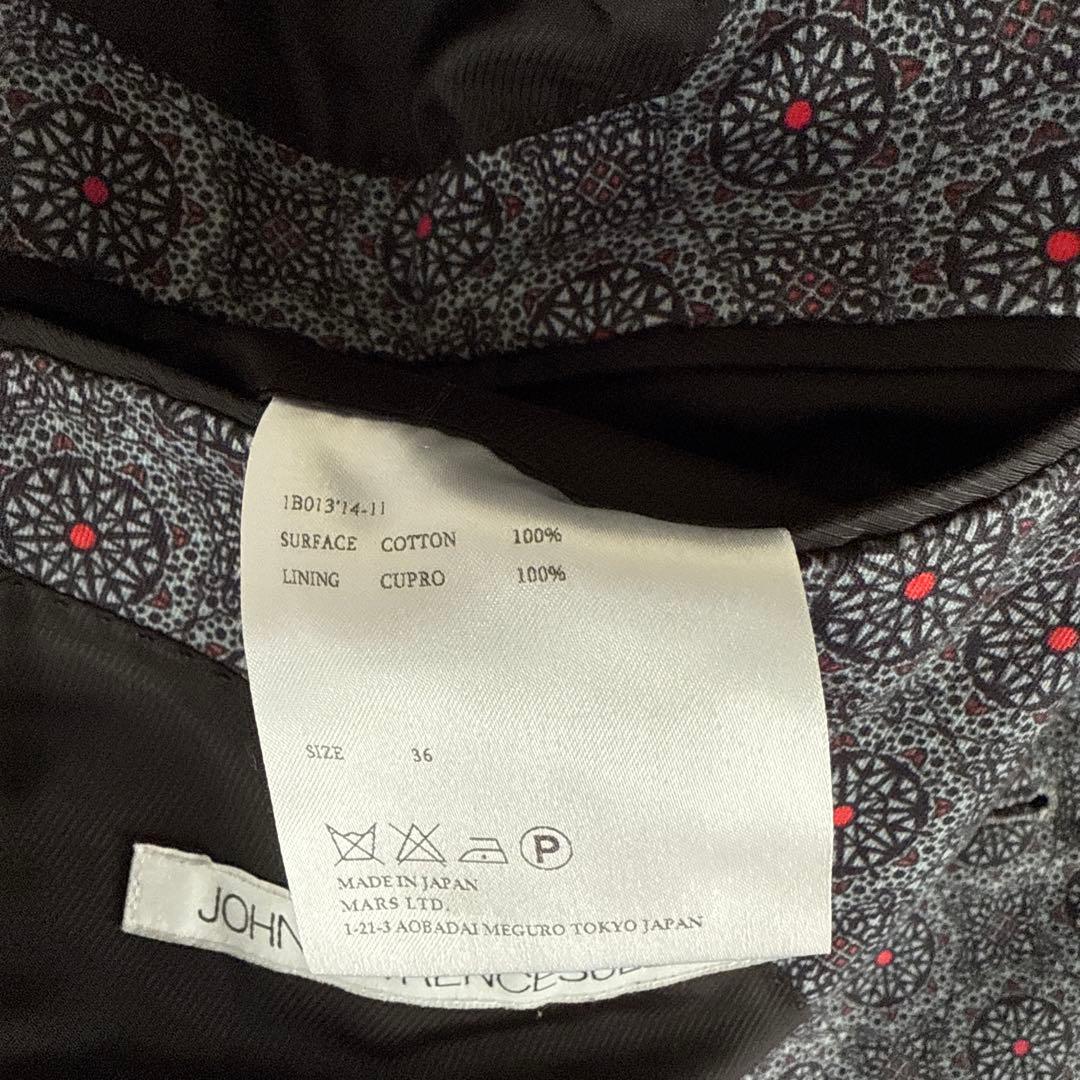 1B013'14-11
SURFACE COTTON 100%
LINING CUPRO 100%
SIZE 36
P
MADE IN JAPAN
MARS LTD.
1-21-3 AOBADAI MEGURO TOKYO JAPAN
JOHN